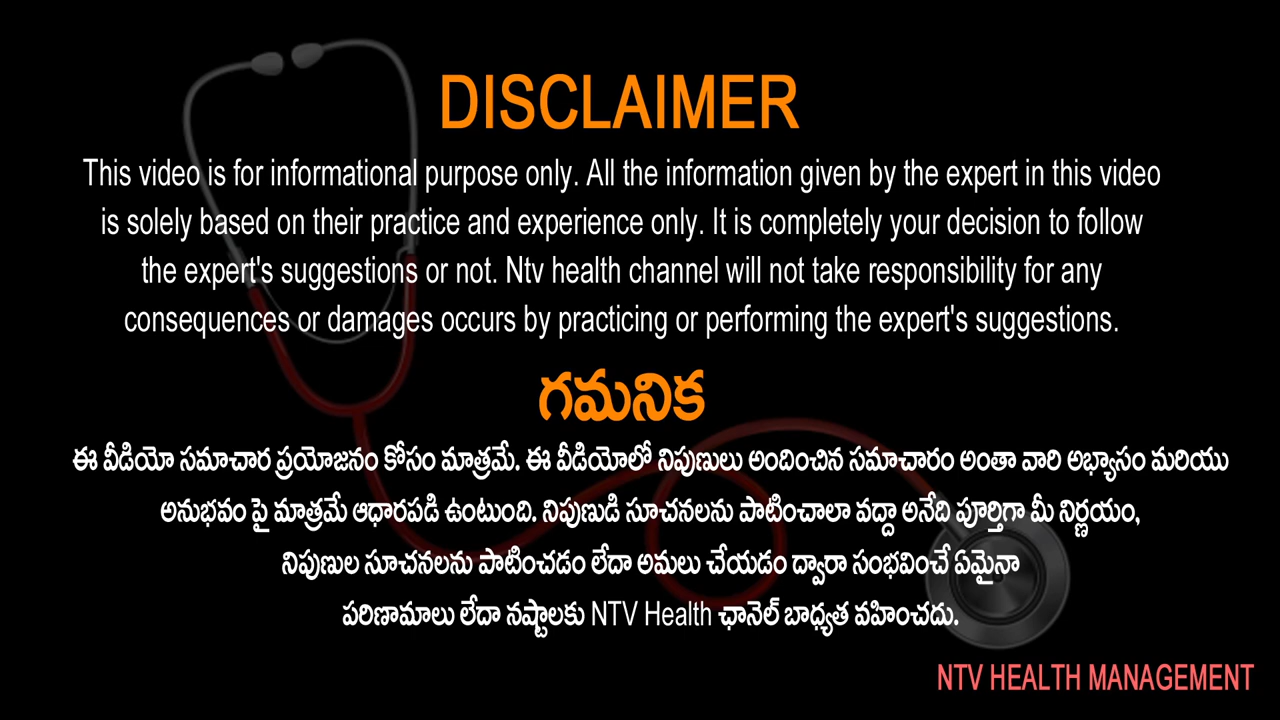 DISCLAIMER
This video is for informational purpose only. All the information given by the expert in this video
is solely based on their practice and experience only. It is completely your decision to follow
the expert's suggestions or not. Ntv health channel will not take responsibility for any
consequences or damages occurs by practicing or performing the expert's suggestions.
గమనిక
ఈ వీడియో సమాచార ప్రయోజనం కోసం మాత్రమే. ఈ వీడియోలో నిపుణులు అందించిన సమాచారం అంతా వారి అభ్యాసం మరియు
అనుభవం పై మాత్రమే ఆధారపడి ఉంటుంది. నిపుణుడి సూచనలను పాటించాలా వద్దా అనేది పూర్తిగా మీ నిర్ణయం,
నిపుణుల సూచనలను పాటించడం లేదా అమలు చేయడం ద్వారా సంభవించే ఏమైనా
పరిణామాలు లేదా నష్టాలకు NTV Health ఛానెల్ బాధ్యత వహించదు.
NTV HEALTH MANAGEMENT